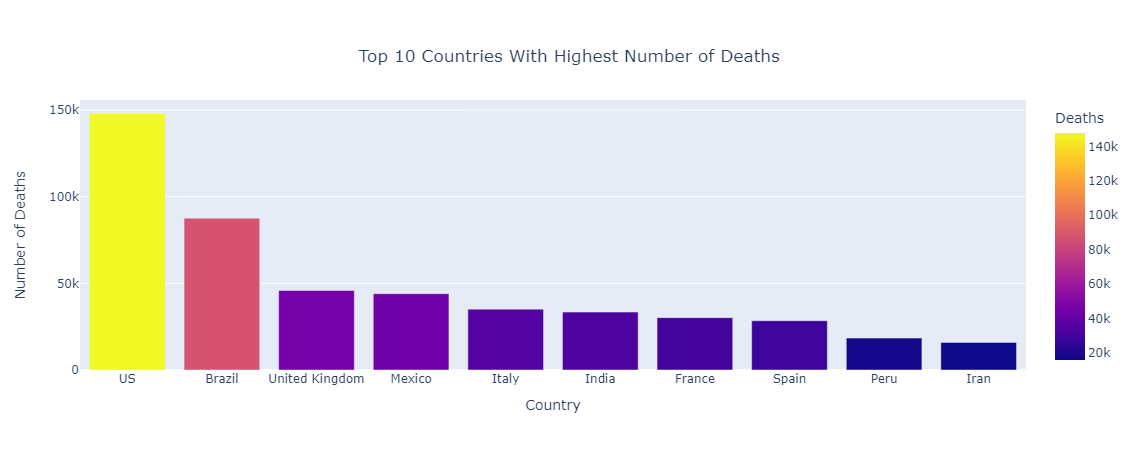 Top 10 Countries With Highest Number of Deaths
Number of Deaths
150k
100k
50k
0
US
Brazil
United Kingdom
Mexico
Italy
India
France
Spain
Peru
Iran
Country
Deaths
140k
120k
100k
80k
60k
40k
20k